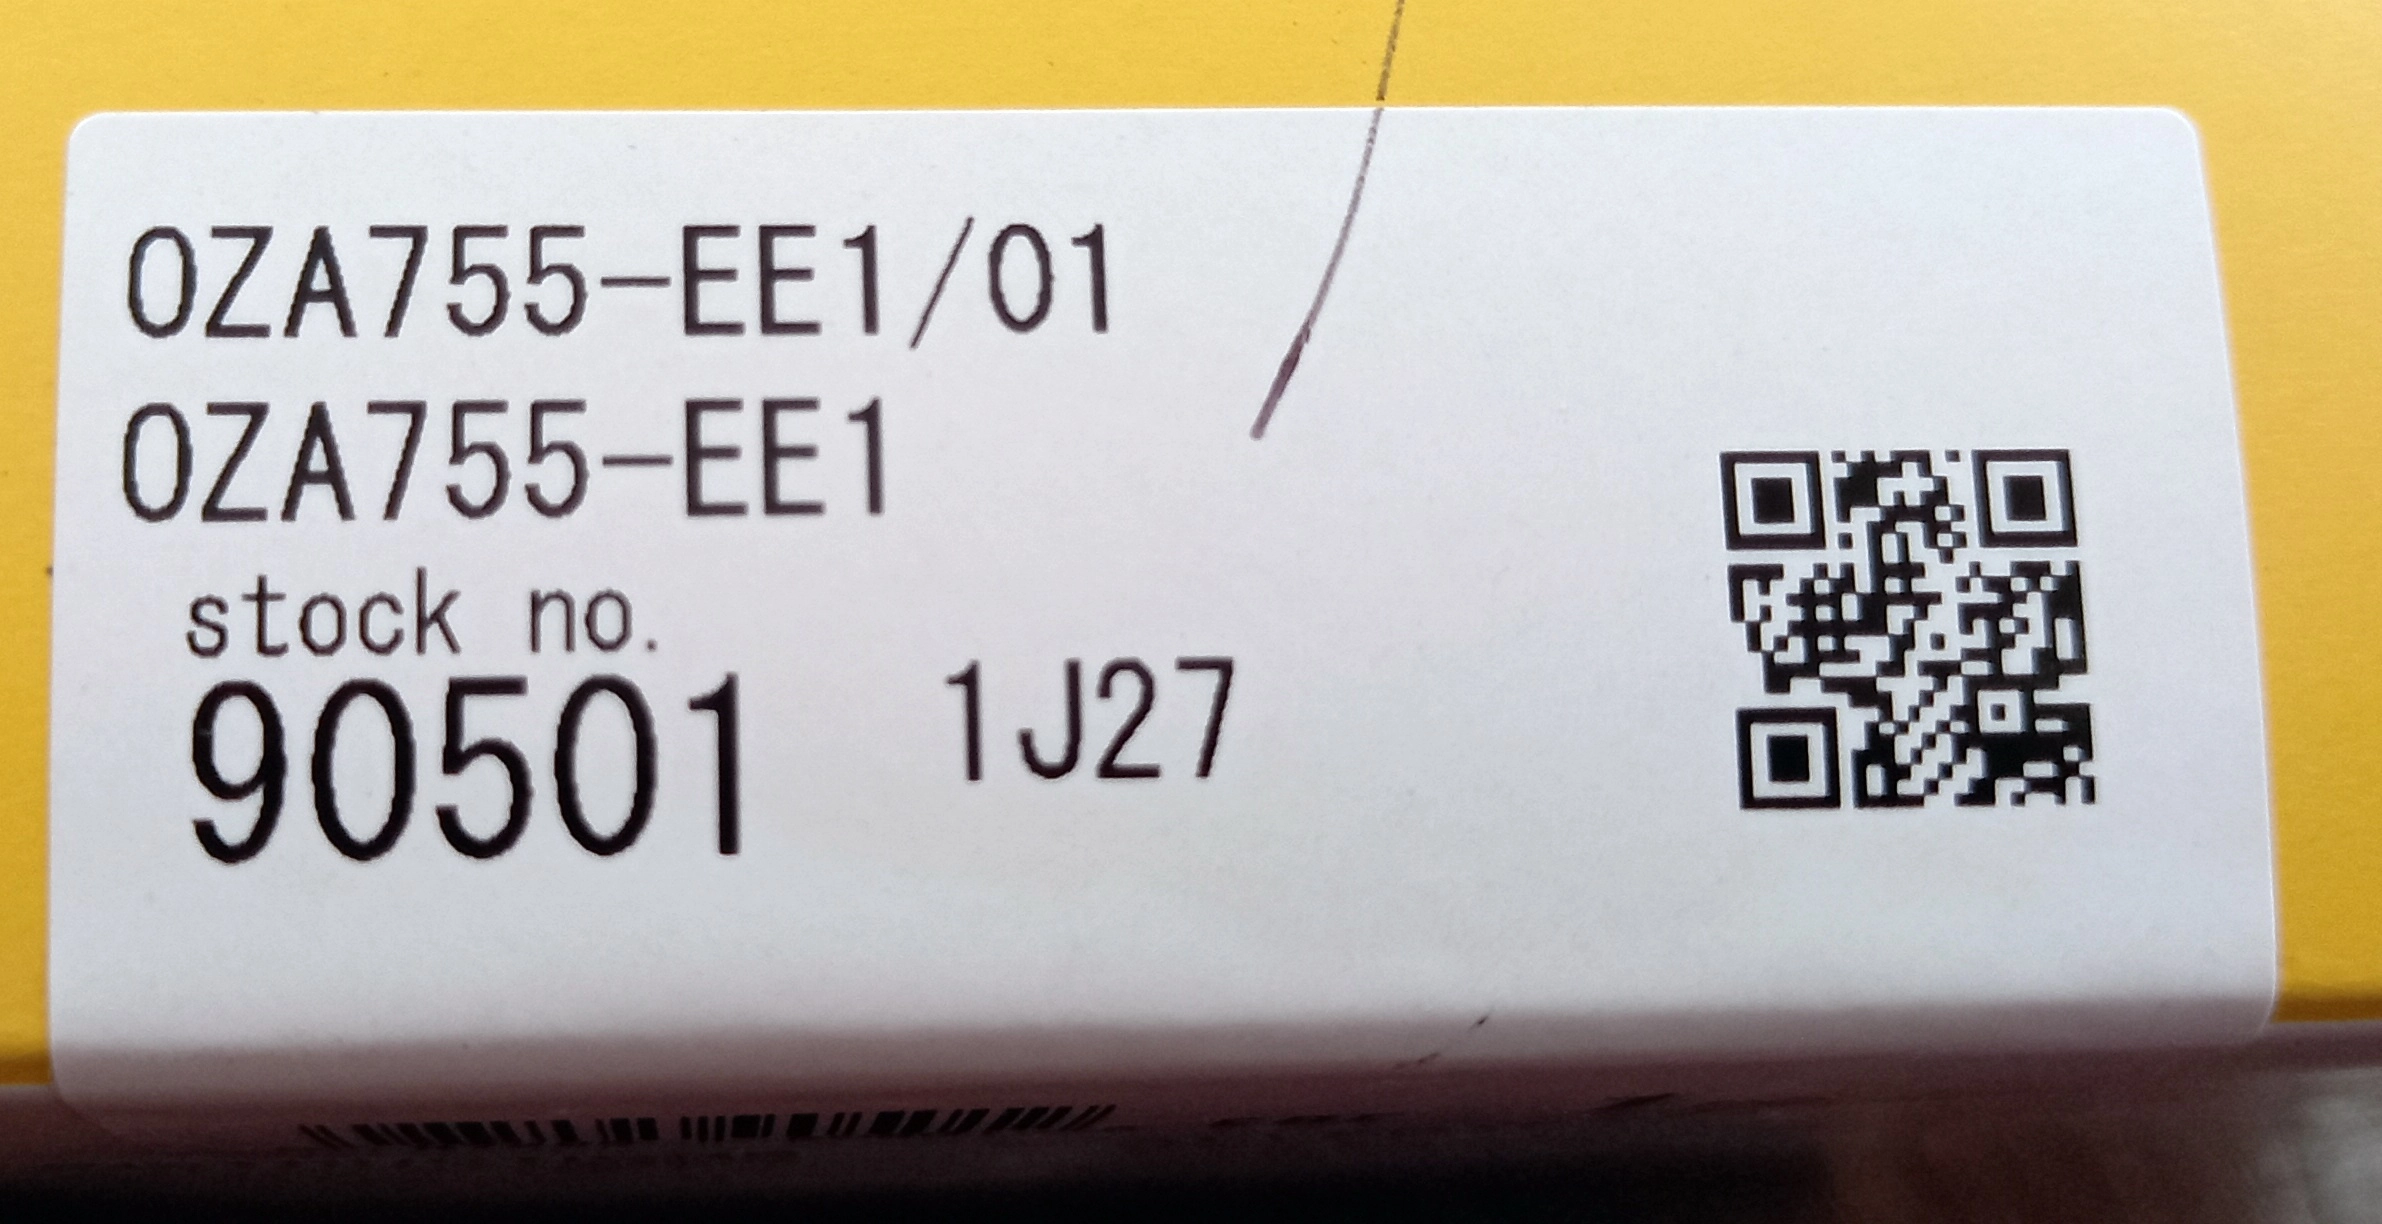 OZA755-EE1/01
OZA755-EE1
stock no.
90501 1J27